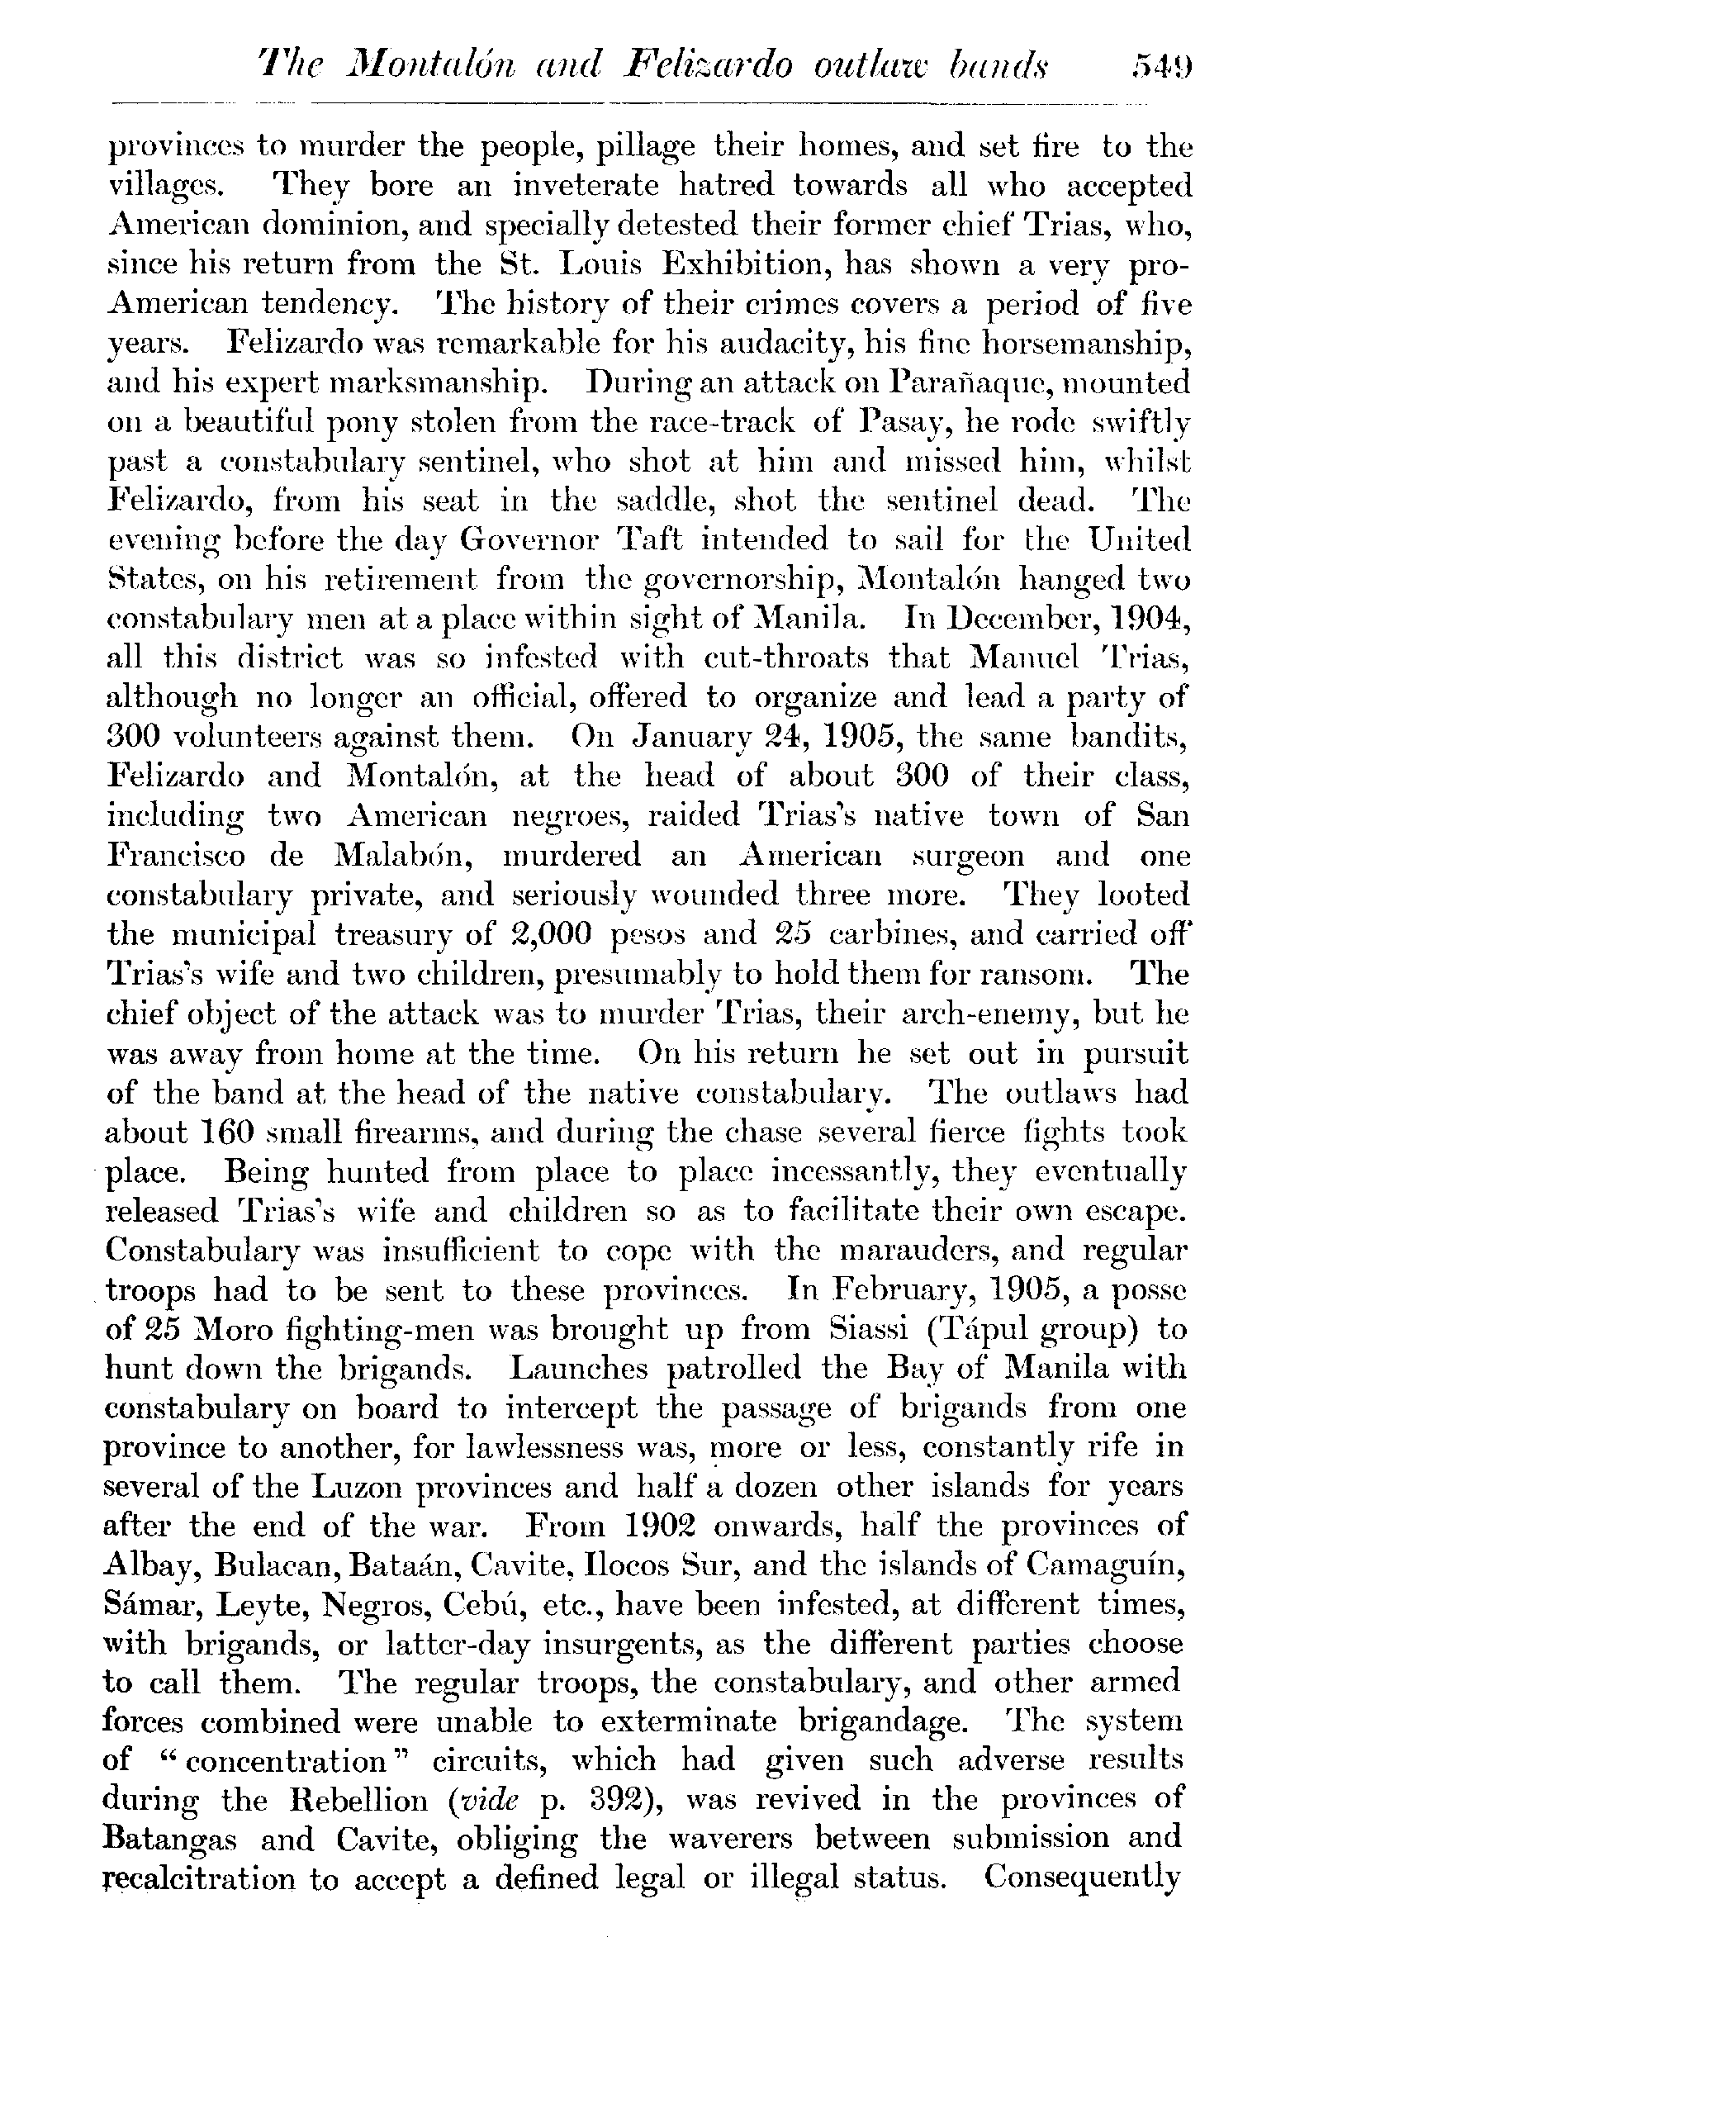 The Montalón and Felizardo outlaw bands 549
provinces to murder the people, pillage their homes, and set fire to the
villages. They bore an inveterate hatred towards all who accepted
American dominion, and specially detested their former chief Trias, who,
since his return from the St. Louis Exhibition, has shown a very pro-
American tendency. The history of their crimes covers a period of five
years. Felizardo was remarkable for his audacity, his fine horsemanship,
and his expert marksmanship. During an attack on Parañaque, mounted
on a beautiful pony stolen from the race-track of Pasay, he rode swiftly
past a constabulary sentinel, who shot at him and missed him, whilst
Felizardo, from his seat in the saddle, shot the sentinel dead. The
evening before the day Governor Taft intended to sail for the United
States, on his retirement from the governorship, Montalón hanged two
constabulary men at a place within sight of Manila. In December, 1904,
all this district was so infested with cut-throats that Manuel Trias,
although no longer an official, offered to organize and lead a party of
300 volunteers against them. On January 24, 1905, the same bandits,
Felizardo and Montalón, at the head of about 300 of their class,
including two American negroes, raided Trias's native town of San
Francisco de Malabón, murdered an American surgeon and one
constabulary private, and seriously wounded three more. They looted
the municipal treasury of 2,000 pesos and 25 carbines, and carried off
Trias's wife and two children, presumably to hold them for ransom. The
chief object of the attack was to murder Trias, their arch-enemy, but he
was away from home at the time. On his return he set out in pursuit
of the band at the head of the native constabulary. The outlaws had
about 160 small firearms, and during the chase several fierce fights took
place. Being hunted from place to place incessantly, they eventually
released Trias's wife and children so as to facilitate their own escape.
Constabulary was insufficient to cope with the marauders, and regular
troops had to be sent to these provinces. In February, 1905, a posse
of 25 Moro fighting-men was brought up from Siassi (Tápul group) to
hunt down the brigands. Launches patrolled the Bay of Manila with
constabulary on board to intercept the passage of brigands from one
province to another, for lawlessness was, more or less, constantly rife in
several of the Luzon provinces and half a dozen other islands for years
after the end of the war. From 1902 onwards, half the provinces of
Albay, Bulacan, Bataán, Cavite, Ilocos Sur, and the islands of Camaguín,
Sámar, Leyte, Negros, Cebú, etc., have been infested, at different times,
with brigands, or latter-day insurgents, as the different parties choose
to call them. The regular troops, the constabulary, and other armed
forces combined were unable to exterminate brigandage. The system
of “concentration” circuits, which had given such adverse results
during the Rebellion (vide p. 392), was revived in the provinces of
Batangas and Cavite, obliging the waverers between submission and
recalcitration to accept a defined legal or illegal status. Consequently